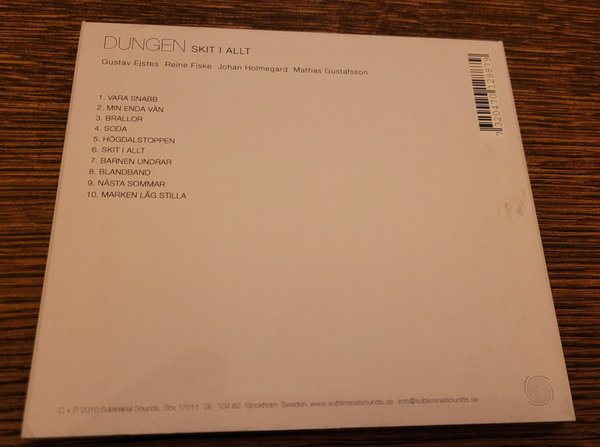 DUNGEN SKIT I ALLT
Gustav Ejstes · Reine Fiske · Johan Holmegard · Mattias Gustafsson
1. VARA SNABB
2. MIN ENDA VÄN
3. BRALLOR
4. SODA
5. HÖGDALSTOPPEN
6. SKIT I ALLT
7. BARNEN UNDRAR
8. BLANDBAND
9. NÄSTA SOMMAR
10. MARKEN LÅG STILLA
7320470128879
C + P 2010 Subliminal Sounds, Box 17011, SE- 104 62- Stockholm, Sweden. www.subliminalsounds.se info@subliminalsounds.se